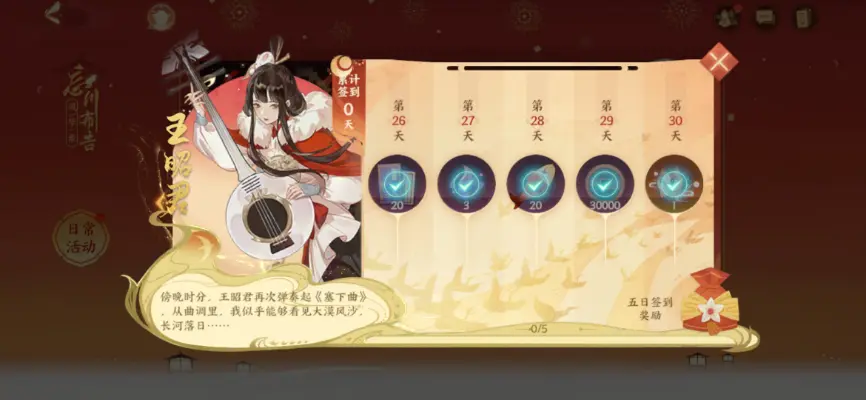 忘川布告
日常
活动
王昭君
累计
签到
0
天
第
26
天
第
27
天
第
28
天
第
29
天
第
30
天
20
3
20
30000
1
傍晚时分，王昭君再次弹奏起《塞下曲》
，从曲调里，我似乎能够看见大漠风沙，
长河落日……
五日签到
奖励
0/5